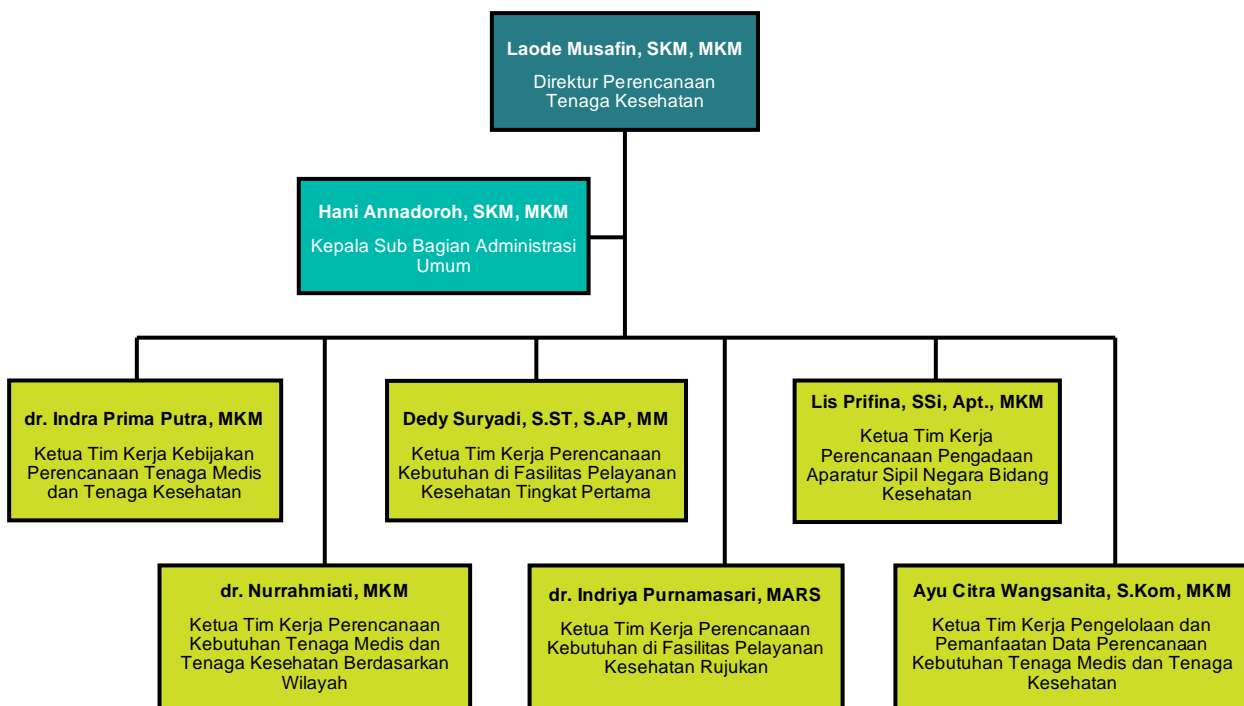 Laode Musafin, SKM, MKM
Direktur Perencanaan
Tenaga Kesehatan
Hani Annadoroh, SKM, MKM
Kepala Sub Bagian Administrasi
Umum
dr. Indra Prima Putra, MKM
Ketua Tim Kerja Kebijakan
Perencanaan Tenaga Medis
dan Tenaga Kesehatan
Dedy Suryadi, S.ST, S.AP, MM
Ketua Tim Kerja Perencanaan
Kebutuhan di Fasilitas Pelayanan
Kesehatan Tingkat Pertama
Lis Prifina, SSi, Apt., MKM
Ketua Tim Kerja
Perencanaan Pengadaan
Aparatur Sipil Negara Bidang
Kesehatan
dr. Nurrahmiati, MKM
Ketua Tim Kerja Perencanaan
Kebutuhan Tenaga Medis dan
Tenaga Kesehatan Berdasarkan
Wilayah
dr. Indriya Purnamasari, MARS
Ketua Tim Kerja Perencanaan
Kebutuhan di Fasilitas Pelayanan
Kesehatan Rujukan
Ayu Citra Wangsanita, S.Kom, MKM
Ketua Tim Kerja Pengelolaan dan
Pemanfaatan Data Perencanaan
Kebutuhan Tenaga Medis dan Tenaga
Kesehatan